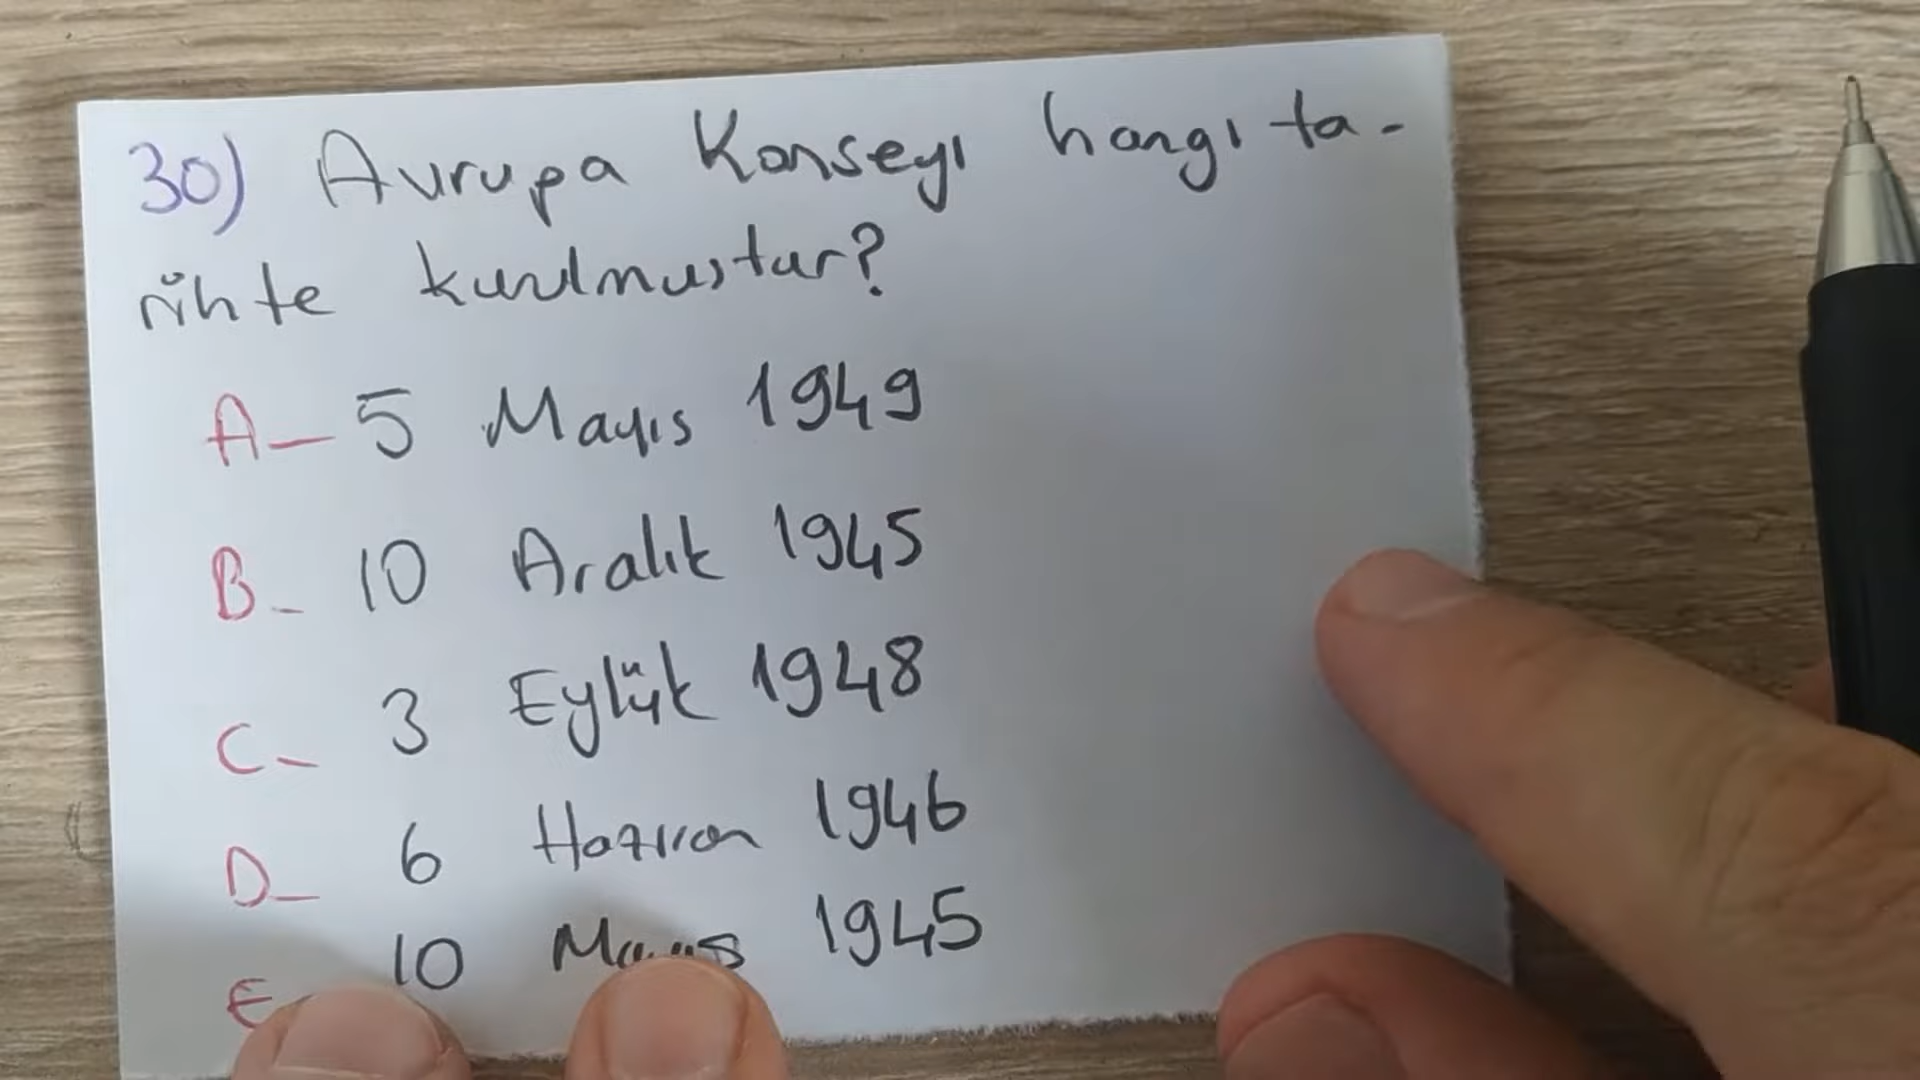 30) Avrupa Konseyi hangi ta-
rihte kurulmuştur?
A- 5 Mayıs 1949
B- 10 Aralık 1945
C- 3 Eylül 1948
D- 6 Haziran 1946
E 10 Mayıs 1945